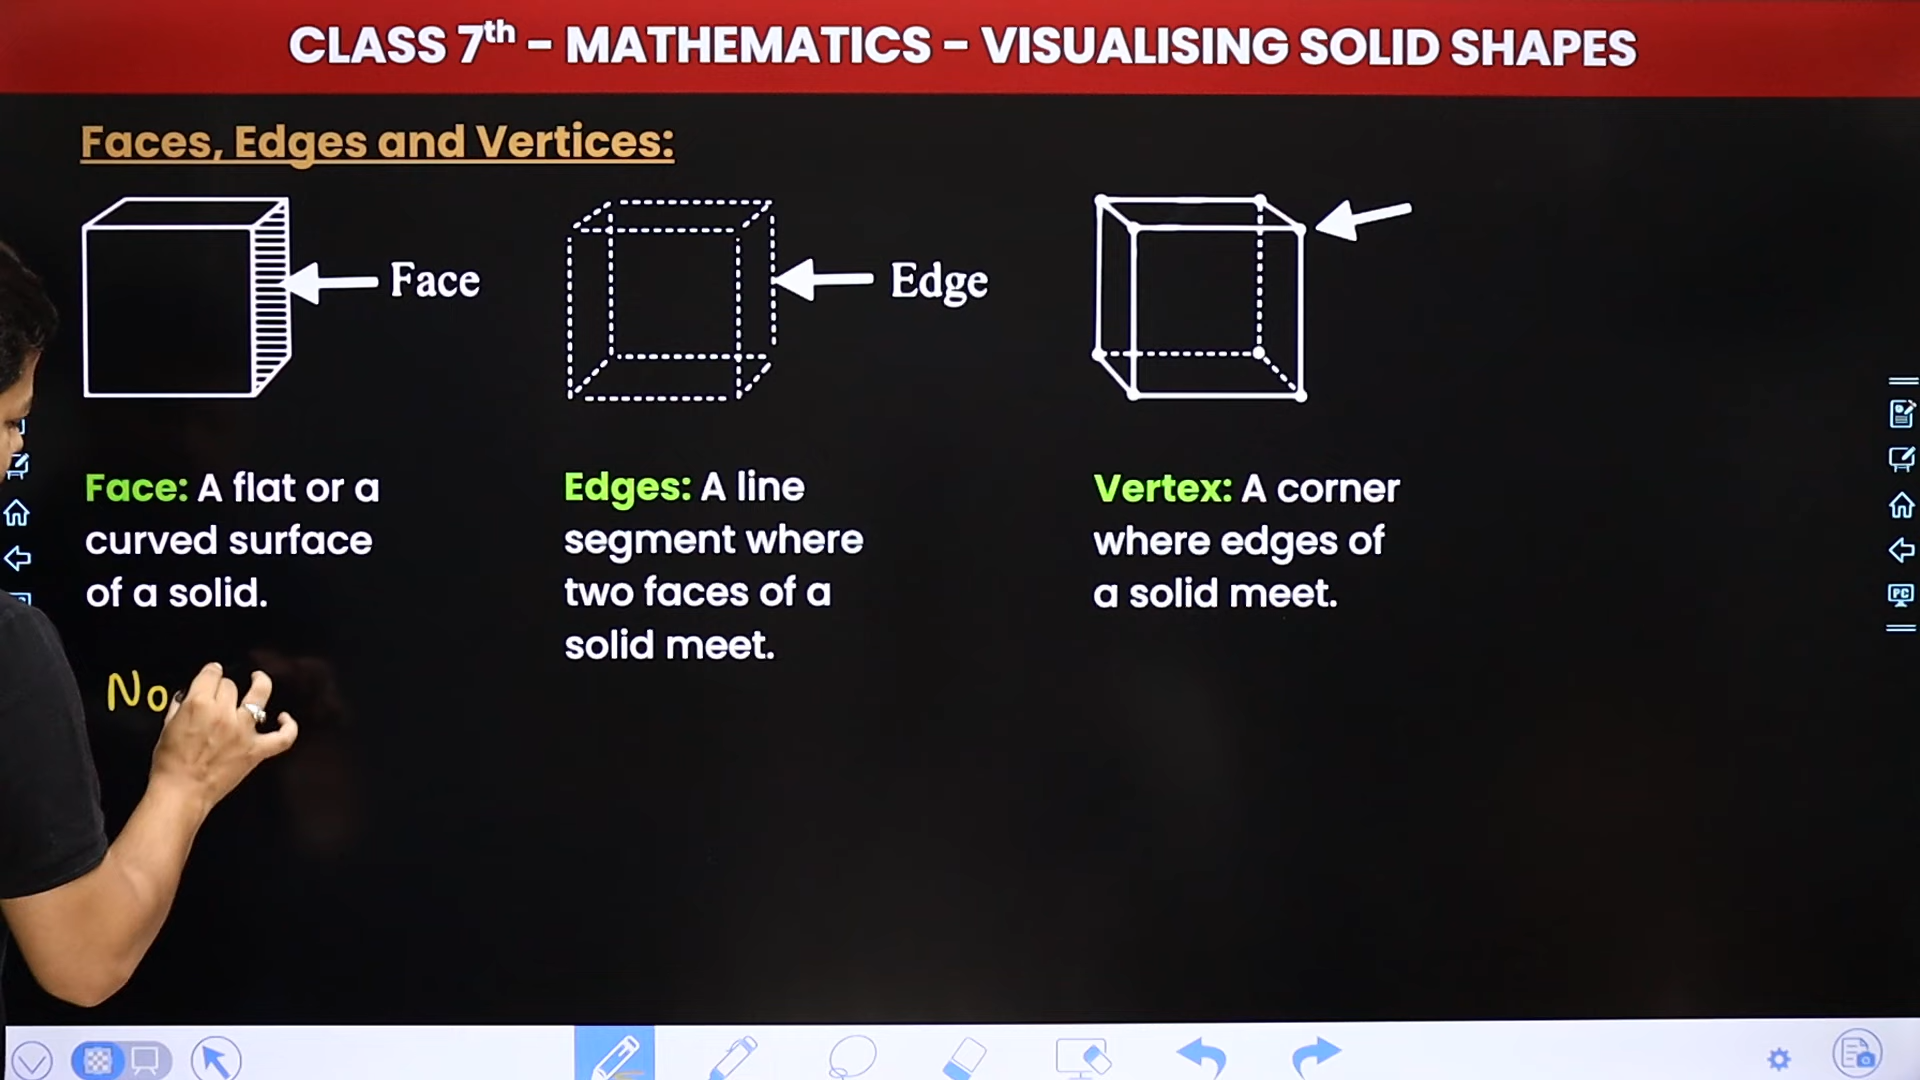 CLASS 7th - MATHEMATICS - VISUALISING SOLID SHAPES
Faces, Edges and Vertices:
Face
Edge
Face: A flat or a
curved surface
of a solid.
Edges: A line
segment where
two faces of a
solid meet.
Vertex: A corner
where edges of
a solid meet.
No
PC